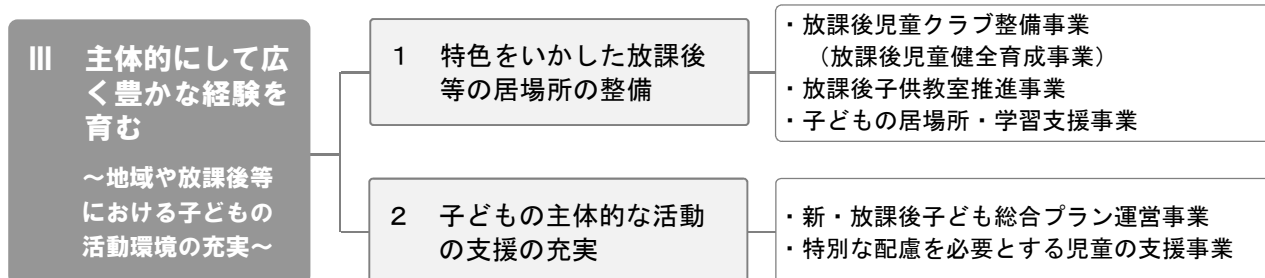 Ⅲ 主体的にして広
く豊かな経験を
育む
～地域や放課後等
における子どもの
活動環境の充実～
１ 特色をいかした放課後
等の居場所の整備
・放課後児童クラブ整備事業
（放課後児童健全育成事業）
・放課後子供教室推進事業
・子どもの居場所・学習支援事業
２ 子どもの主体的な活動
の支援の充実
・新・放課後子ども総合プラン運営事業
・特別な配慮を必要とする児童の支援事業